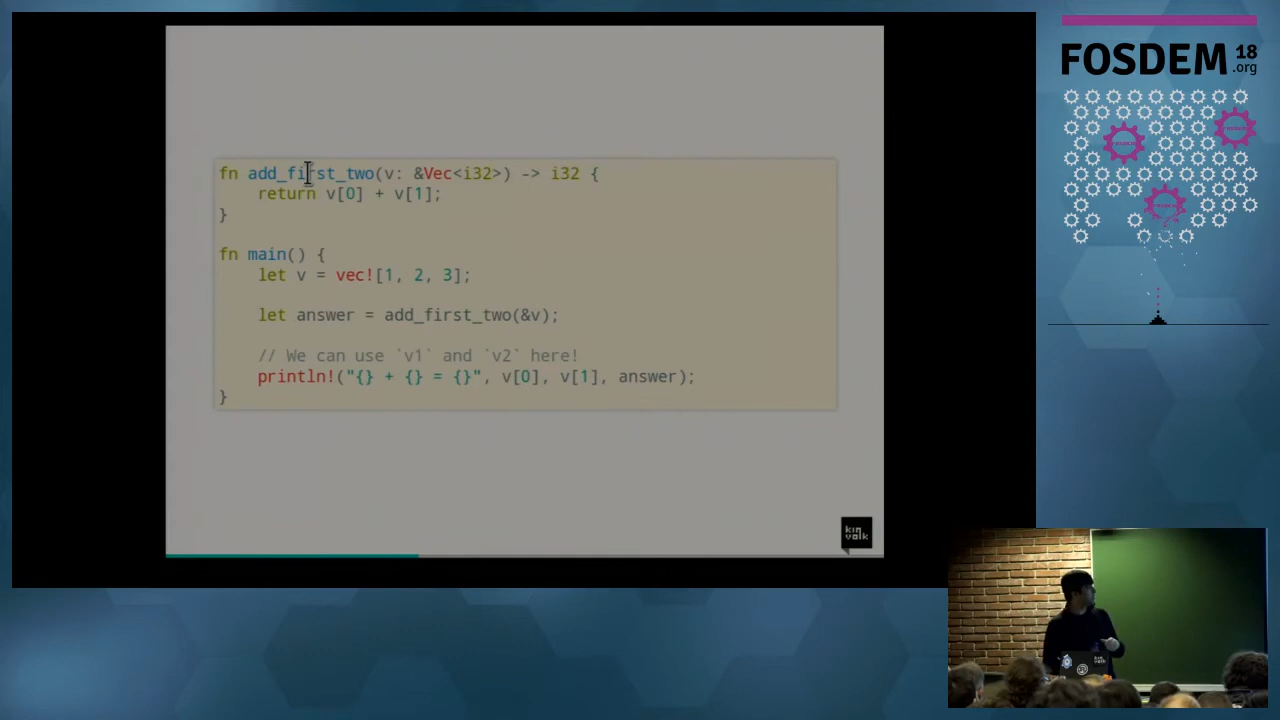 fn add_first_two(v: &Vec<i32>) -> i32 {
    return v[0] + v[1];
}
fn main() {
    let v = vec![1, 2, 3];
    let answer = add_first_two(&v);
    // We can use `v1` and `v2` here!
    println!("{} + {} = {}", v[0], v[1], answer);
}
kin
volk
FOSDEM 18
.org